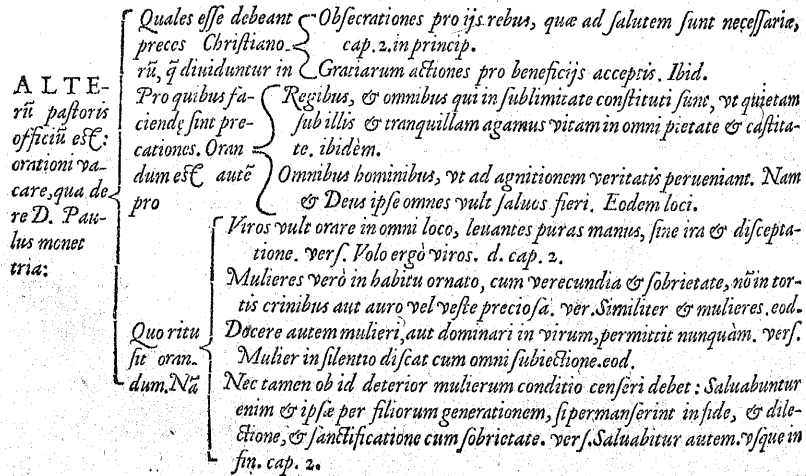 ALTE-
rū pastoris
officiū est:
orationi va-
care, qua de
re D. Pau-
lus monet
tria:
Quales esse debeant
preces Christiano-
rū, q̄ diuiduntur in
Obsecrationes pro ijs rebus, quæ ad salutem sunt necessariæ,
cap. 2. in princip.
Gratiarum actiones pro beneficijs acceptis. Ibid.
Pro quibus fa-
ciendę sint pre-
cationes. Oran
dum est autē
pro
Regibus, & omnibus qui in sublimitate constituti sunt, vt quietam
sub illis & tranquillam agamus vitam in omni pietate & castita-
te. ibidèm.
Omnibus hominibus, vt ad agnitionem veritatis perueniant. Nam
& Deus ipse omnes vult saluos fieri. Eodem loci.
Quo ritu
sit oran-
dum. Nā
Viros vult orare in omni loco, leuantes puras manus, sine ira & discepta-
tione. vers. Volo ergò viros. d. cap. 2.
Mulieres verò in habitu ornato, cum verecundia & sobrietate, nō in tor-
tis crinibus aut auro vel veste preciosa. ver. Similiter & mulieres. eod.
Docere autem mulieri, aut dominari in virum, permittit nunquàm. vers.
Mulier in silentio discat cum omni subiectione. eod.
Nec tamen ob id deterior mulierum conditio censeri debet: Saluabuntur
enim & ipsæ per filiorum generationem, si permanserint in fide, & dile-
ctione, & sanctificatione cum sobrietate. vers. Saluabitur autem. vsque in
fin. cap. 2.